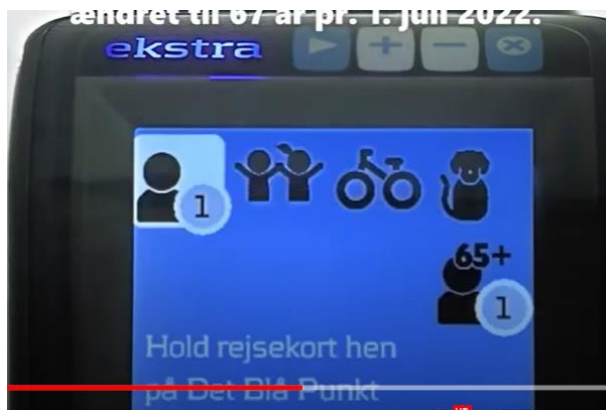 ændret til 67 år pr. 1. juli 2022.
ekstra
1
65+
1
Hold rejsekort hen
på Det Blå Punkt